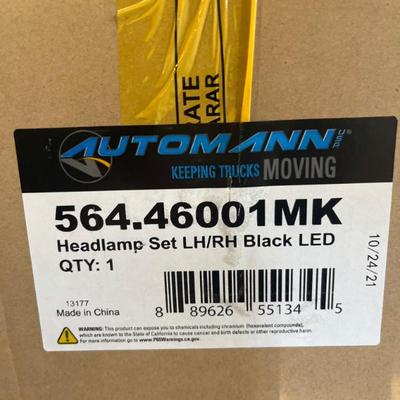 RATE
ARAR
AUTOMANN USA
KEEPING TRUCKS MOVING
564.46001MK
Headlamp Set LH/RH Black LED
QTY: 1
10/24/21
13177
Made in China
8 89626 55134 5
WARNING: This product can expose you to chemicals including chromium (hexavalent compounds),
which are known to the State of California to cause cancer and birth defects or other reproductive harm.
For more information go to www.P65Warnings.ca.gov